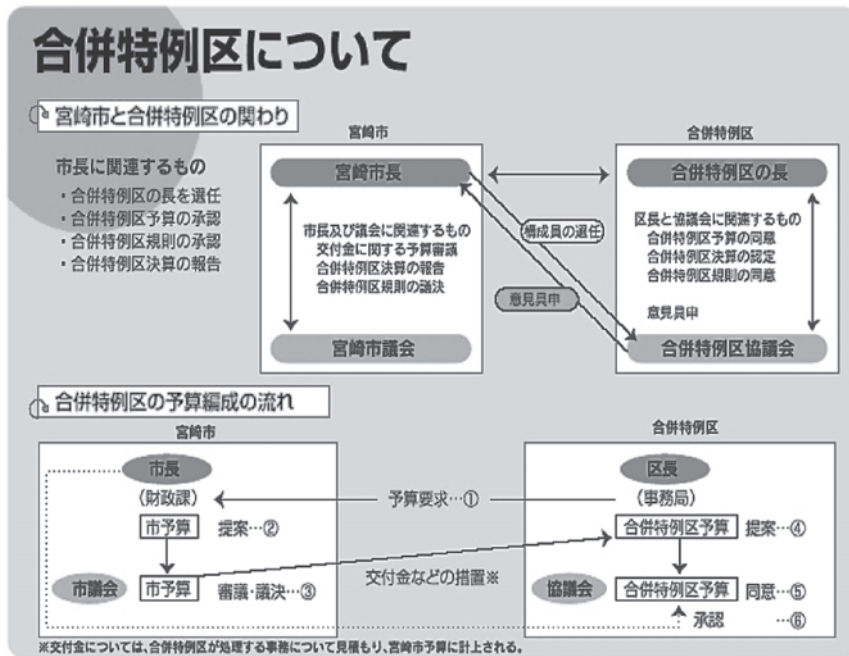 合併特例区について
宮崎市と合併特例区の関わり
市長に関連するもの
・合併特例区の長を選任
・合併特例区予算の承認
・合併特例区規則の承認
・合併特例区決算の報告
宮崎市
宮崎市長
市長及び議会に関連するもの
交付金に関する予算審議
合併特例区決算の報告
合併特例区規則の議決
宮崎市議会
構成員の選任
意見具申
合併特例区
合併特例区の長
区長と協議会に関連するもの
合併特例区予算の同意
合併特例区決算の認定
合併特例区規則の同意
意見具申
合併特例区協議会
合併特例区の予算編成の流れ
宮崎市
合併特例区
市長
区長
(財政課)
予算要求…①
(事務局)
市予算
提案…②
合併特例区予算
提案…④
市議会
市予算
審議・議決…③
交付金などの措置※
協議会
合併特例区予算
同意…⑤
承認
…⑥
※交付金については、合併特例区が処理する事務について見積もり、宮崎市予算に計上される。